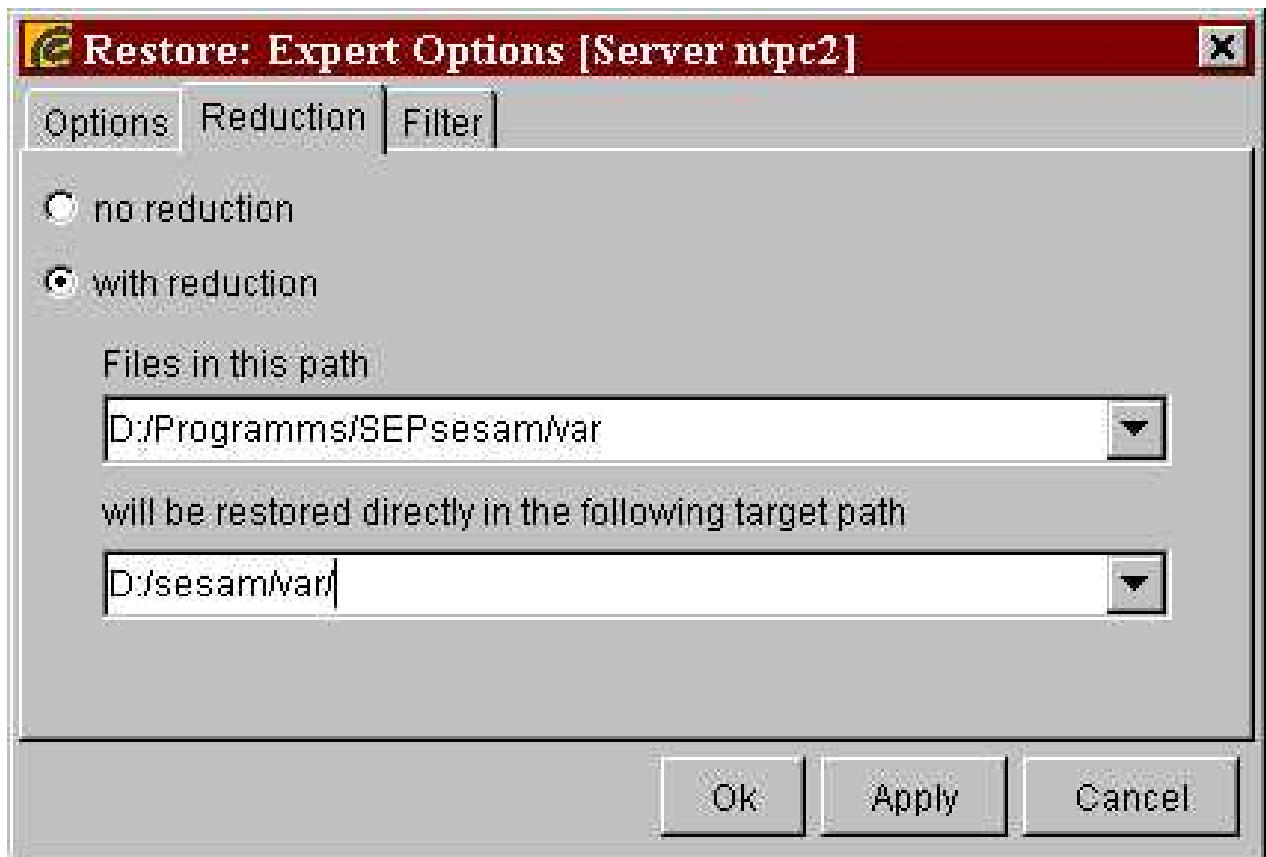 Restore: Expert Options [Server ntpc2]
Options Reduction Filter
no reduction
with reduction
Files in this path
D:/Programms/SEPsesam/var
will be restored directly in the following target path
D:/sesam/var/
Ok Apply Cancel